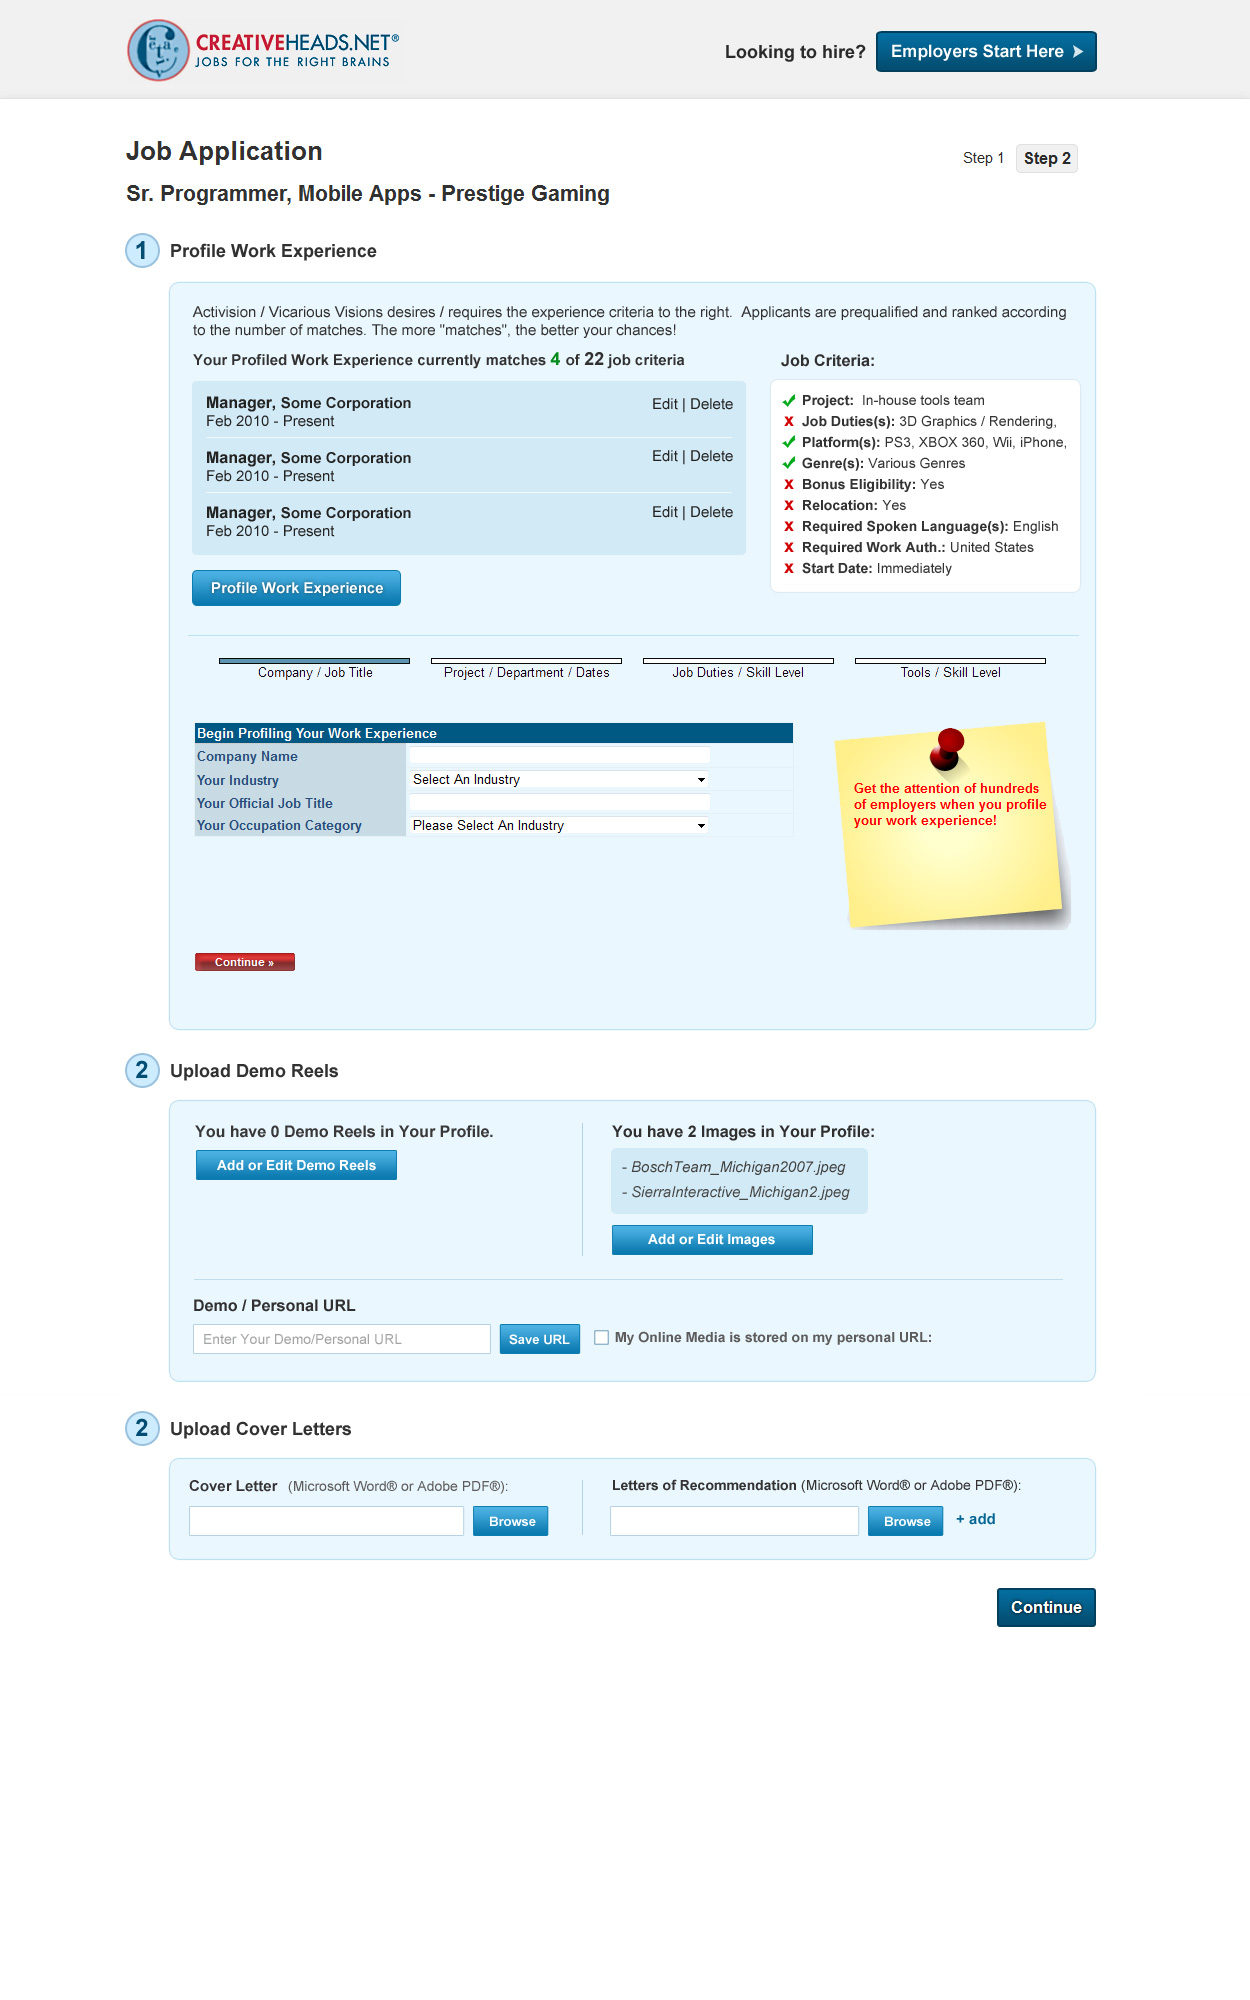 CREATIVEHEADS.NET®
JOBS FOR THE RIGHT BRAINS
Looking to hire?
Employers Start Here
Job Application
Step 1
Step 2
Sr. Programmer, Mobile Apps - Prestige Gaming
1
Profile Work Experience
Activision / Vicarious Visions desires / requires the experience criteria to the right. Applicants are prequalified and ranked according
to the number of matches. The more "matches", the better your chances!
Your Profiled Work Experience currently matches 4 of 22 job criteria
Manager, Some Corporation
Feb 2010 - Present
Edit | Delete
Manager, Some Corporation
Feb 2010 - Present
Edit | Delete
Manager, Some Corporation
Feb 2010 - Present
Edit | Delete
Profile Work Experience
Job Criteria:
Project: In-house tools team
x Job Duties(s): 3D Graphics / Rendering,
Platform(s): PS3, XBOX 360, Wii, iPhone,
Genre(s): Various Genres
x Bonus Eligibility: Yes
x Relocation: Yes
x Required Spoken Language(s): English
x Required Work Auth.: United States
x Start Date: Immediately
Company / Job Title
Project / Department / Dates
Job Duties / Skill Level
Tools / Skill Level
Begin Profiling Your Work Experience
Company Name
Your Industry
Select An Industry
Your Official Job Title
Your Occupation Category
Please Select An Industry
Get the attention of hundreds
of employers when you profile
your work experience!
Continue »
2
Upload Demo Reels
You have 0 Demo Reels in Your Profile.
Add or Edit Demo Reels
You have 2 Images in Your Profile:
- BoschTeam_Michigan2007.jpeg
- SierraInteractive_Michigan2.jpeg
Add or Edit Images
Demo / Personal URL
Enter Your Demo/Personal URL
Save URL
My Online Media is stored on my personal URL:
2
Upload Cover Letters
Cover Letter (Microsoft Word® or Adobe PDF®):
Browse
Letters of Recommendation (Microsoft Word® or Adobe PDF®):
Browse
+ add
Continue